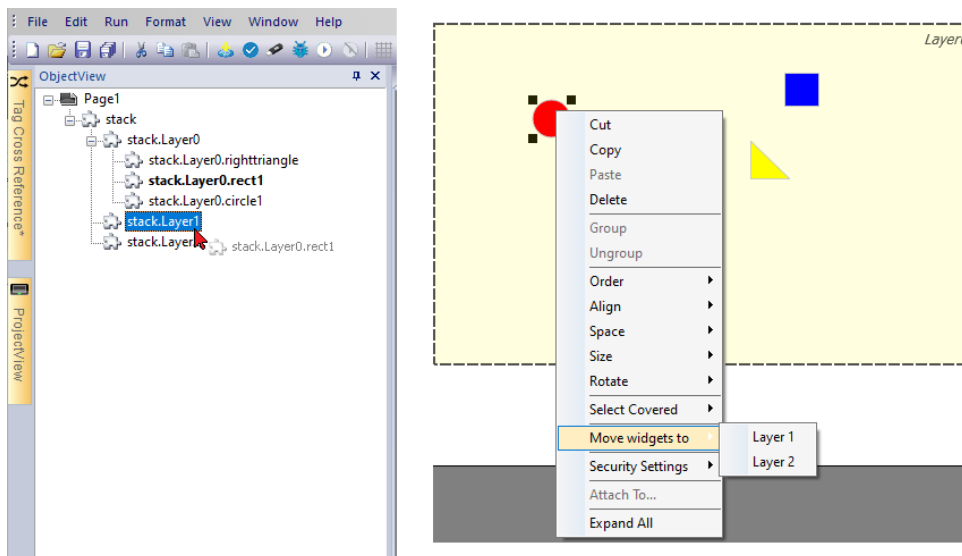 File Edit Run Format View Window Help
ObjectView
Tag Cross Reference*
ProjectView
Page1
stack
stack.Layer0
stack.Layer0.righttriangle
stack.Layer0.rect1
stack.Layer0.circle1
stack.Layer1
stack.Layer
stack.Layer0.rect1
Layer
Cut
Copy
Paste
Delete
Group
Ungroup
Order
Align
Space
Size
Rotate
Select Covered
Move widgets to
Layer 1
Layer 2
Security Settings
Attach To...
Expand All